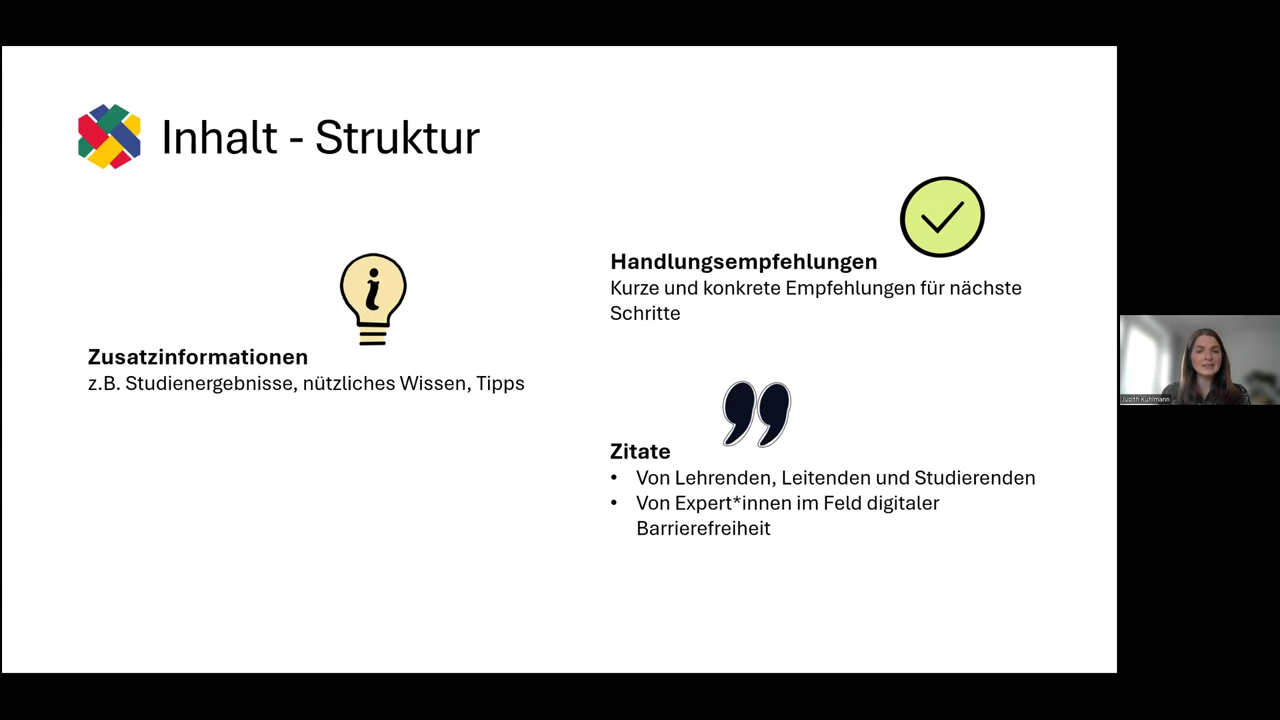 Inhalt - Struktur
Zusatzinformationen
z.B. Studienergebnisse, nützliches Wissen, Tipps
Handlungsempfehlungen
Kurze und konkrete Empfehlungen für nächste
Schritte
Zitate
• Von Lehrenden, Leitenden und Studierenden
• Von Expert*innen im Feld digitaler
Barrierefreiheit
Judith Kuhlmann